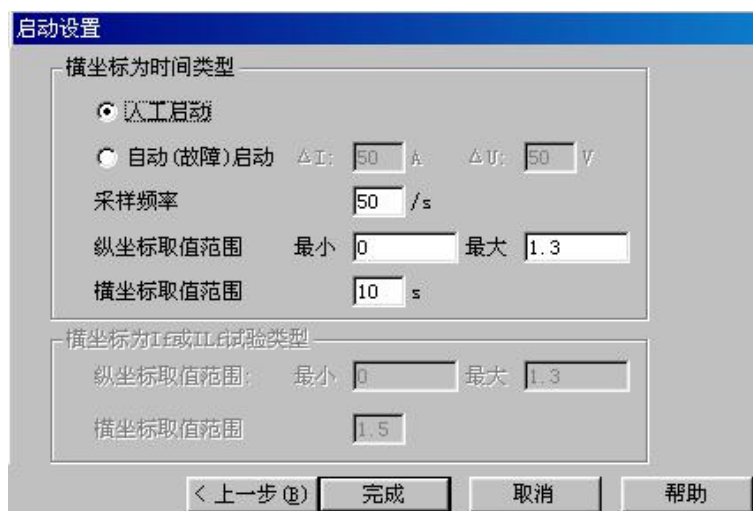 启动设置
横坐标为时间类型
人工启动
自动(故障)启动 △I: 50 A △U: 50 V
采样频率 50 /s
纵坐标取值范围 最小 0 最大 1.3
横坐标取值范围 10 s
横坐标为If或ILf试验类型
纵坐标取值范围: 最小 0 最大 1.3
横坐标取值范围 1.5
< 上一步(B) 完成 取消 帮助